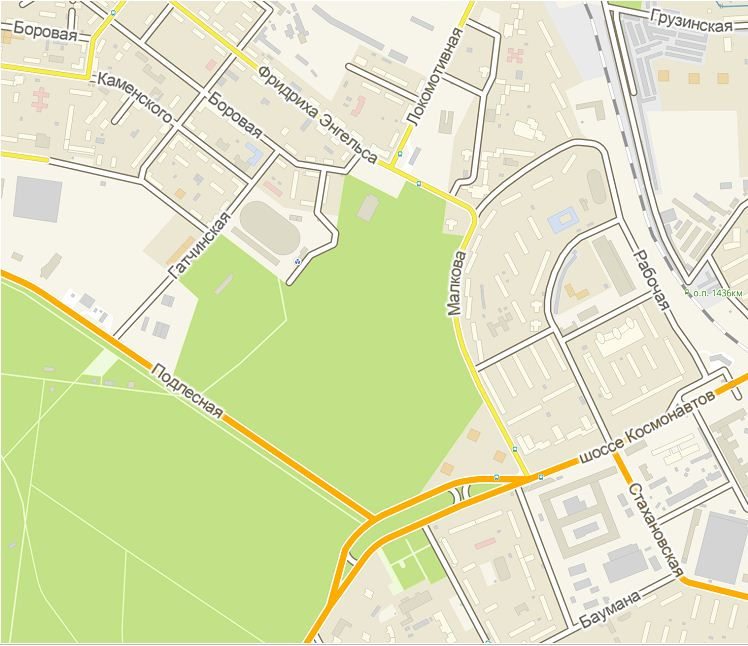 Грузинская
Боровая
Локомотивная
Фридриха Энгельса
Каменского
Боровая
Гатчинская
Малкова
Рабочая
о.п. 1436км
Подлесная
шоссе Космонавтов
Стахановская
Баумана